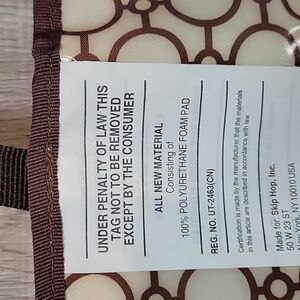 UNDER PENALTY OF LAW THIS
TAG NOT TO BE REMOVED
EXCEPT BY THE CONSUMER
ALL NEW MATERIAL
Consisting of
100% POLYURETHANE FOAM PAD
REG. NO. UT-2463(CN)
Certification is made by the manufacturer that the materials
in this article are described in accordance with law.
Made for: Skip Hop, Inc.
50 W 23 ST
New York, NY 10010 USA